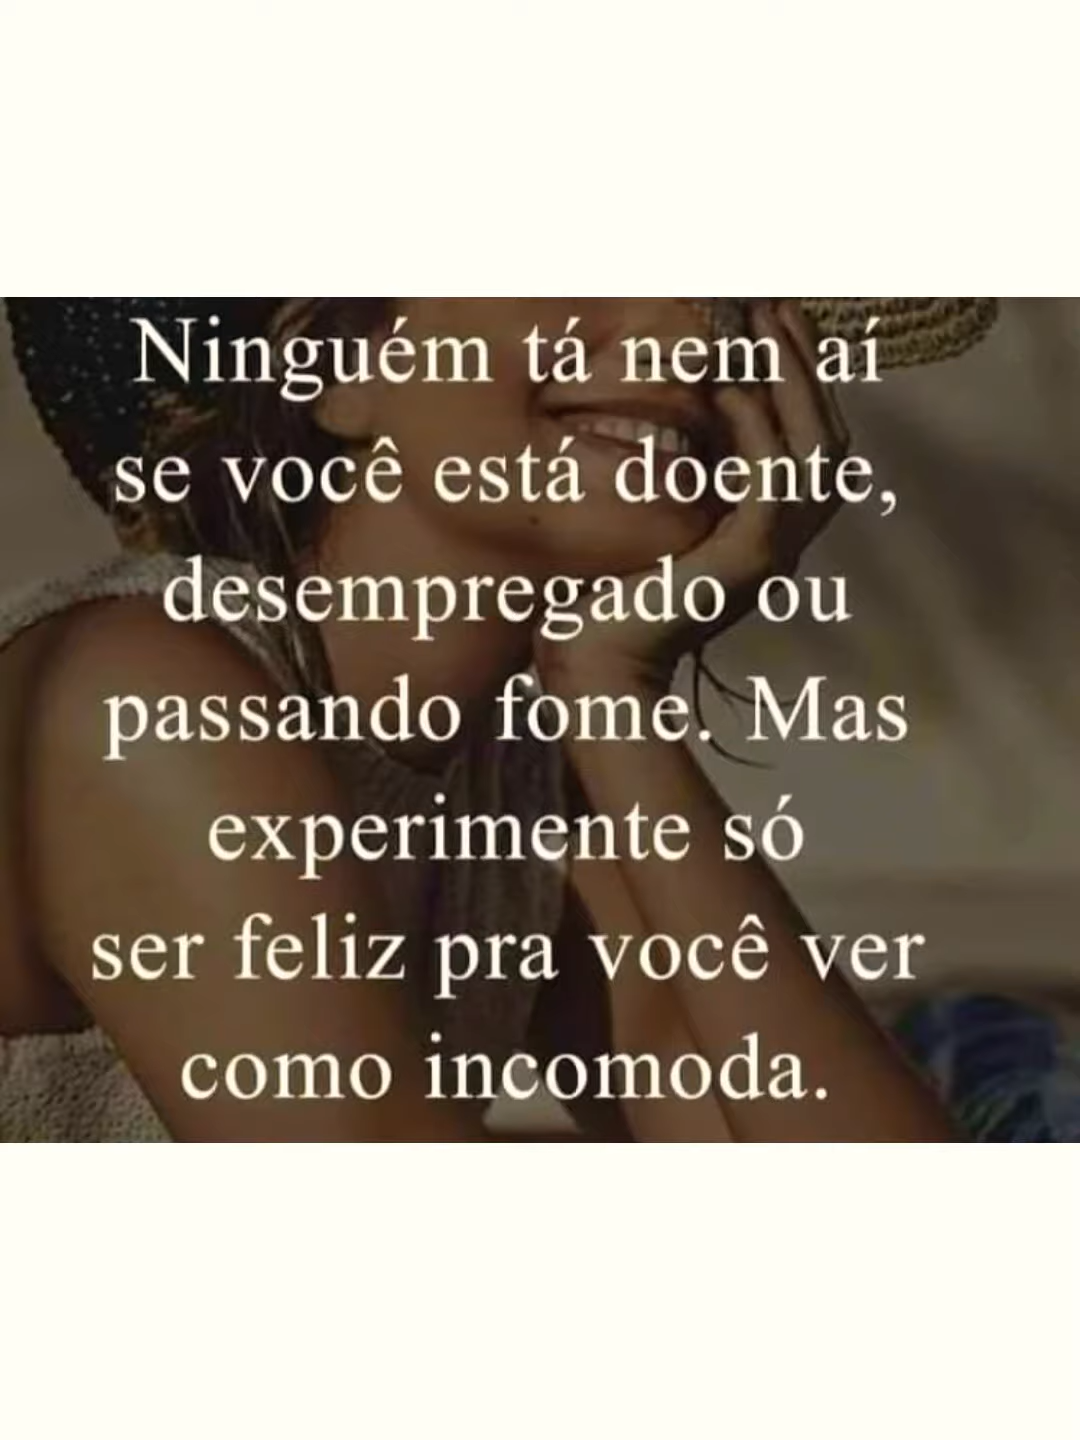 Ninguém tá nem aí
se você está doente,
desempregado ou
passando fome. Mas
experimente só
ser feliz pra você ver
como incomoda.